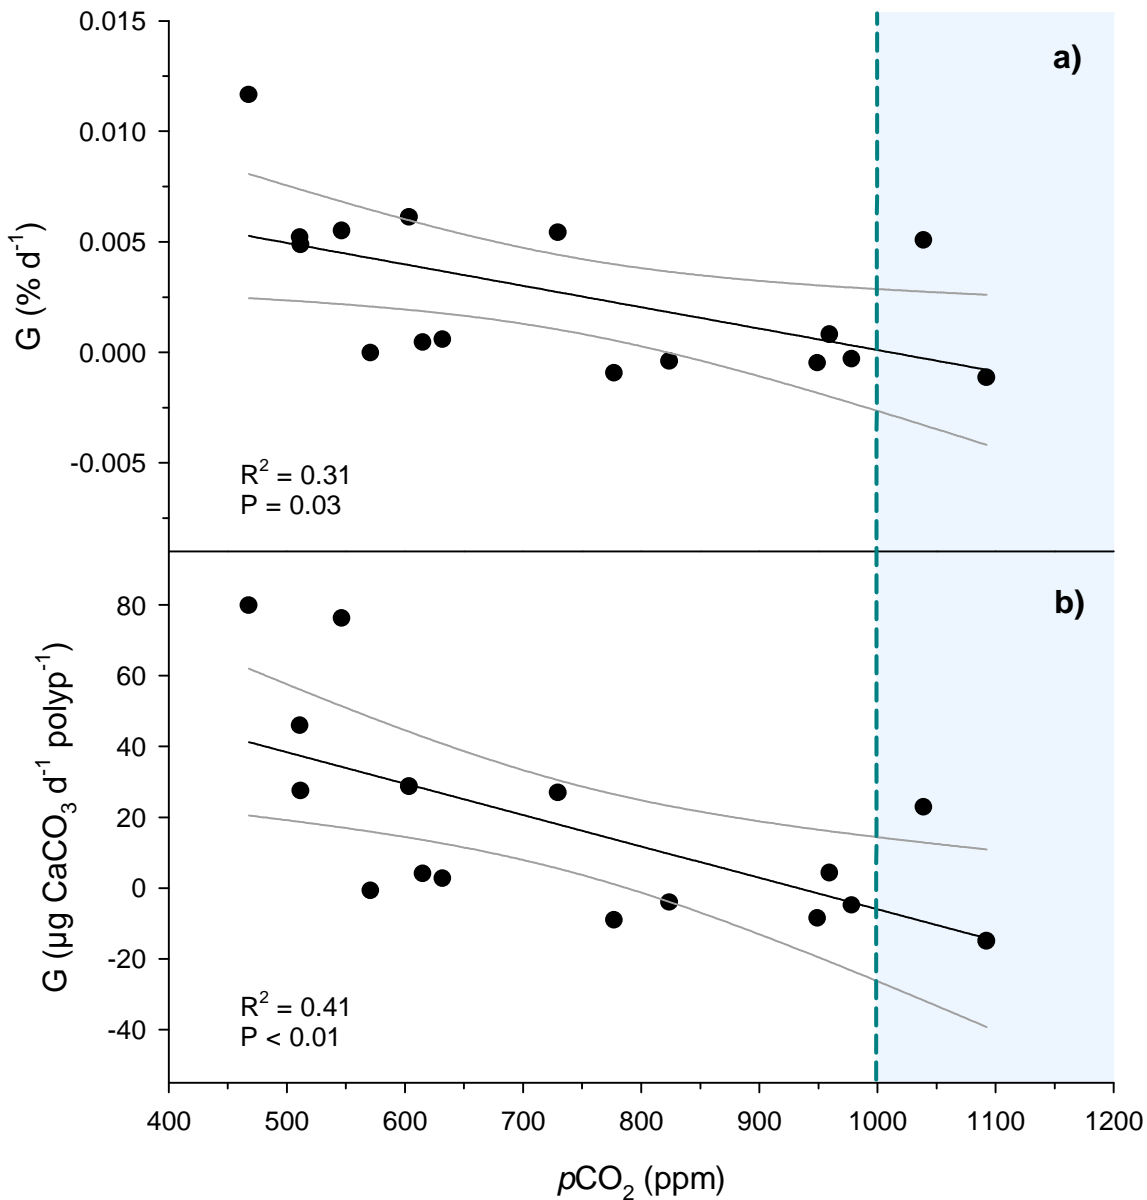 a)
0.015
0.010
0.005
0.000
-0.005
G (% d⁻¹)
R² = 0.31
P = 0.03
b)
80
60
40
20
0
-20
-40
G (µg CaCO₃ d⁻¹ polyp⁻¹)
R² = 0.41
P < 0.01
400 500 600 700 800 900 1000 1100 1200
pCO₂ (ppm)